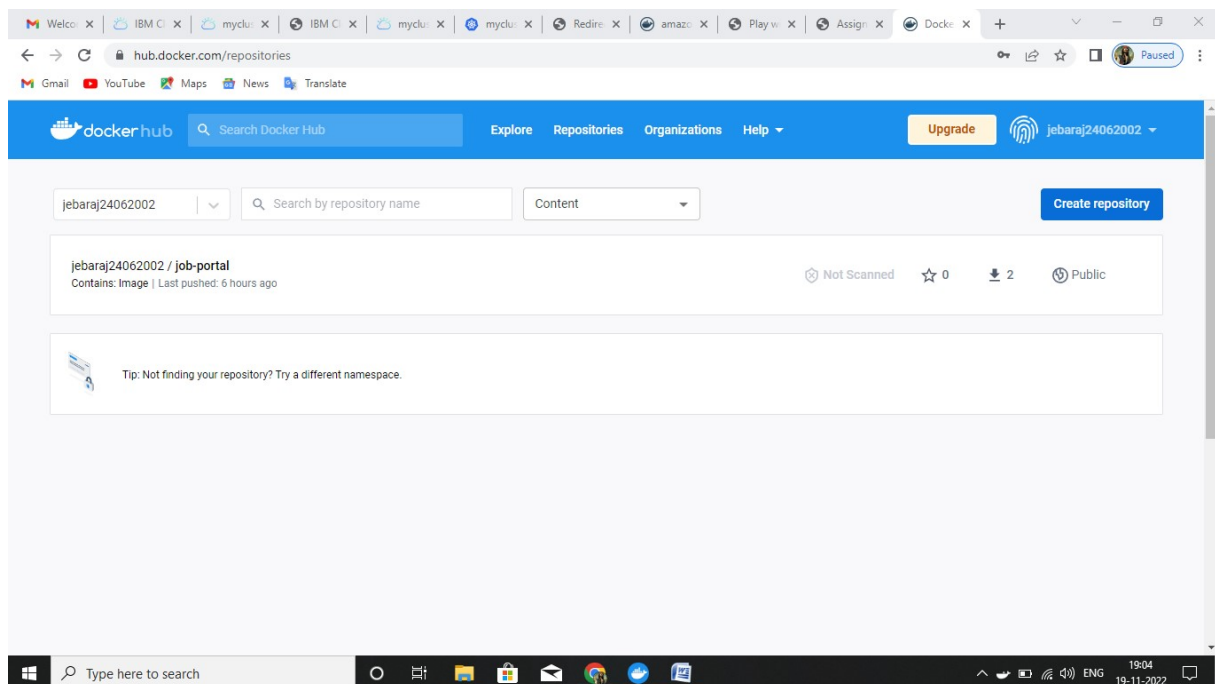 Welco IBM Cl myclus IBM Cl myclus myclus Redire amazo Play w Assign Docke
hub.docker.com/repositories Paused
Gmail YouTube Maps News Translate
docker hub Search Docker Hub Explore Repositories Organizations Help Upgrade jebaraj24062002
jebaraj24062002 Search by repository name Content Create repository
jebaraj24062002 / job-portal
Contains: Image | Last pushed: 6 hours ago Not Scanned 0 2 Public
Tip: Not finding your repository? Try a different namespace.
Type here to search ENG 19:04
19-11-2022